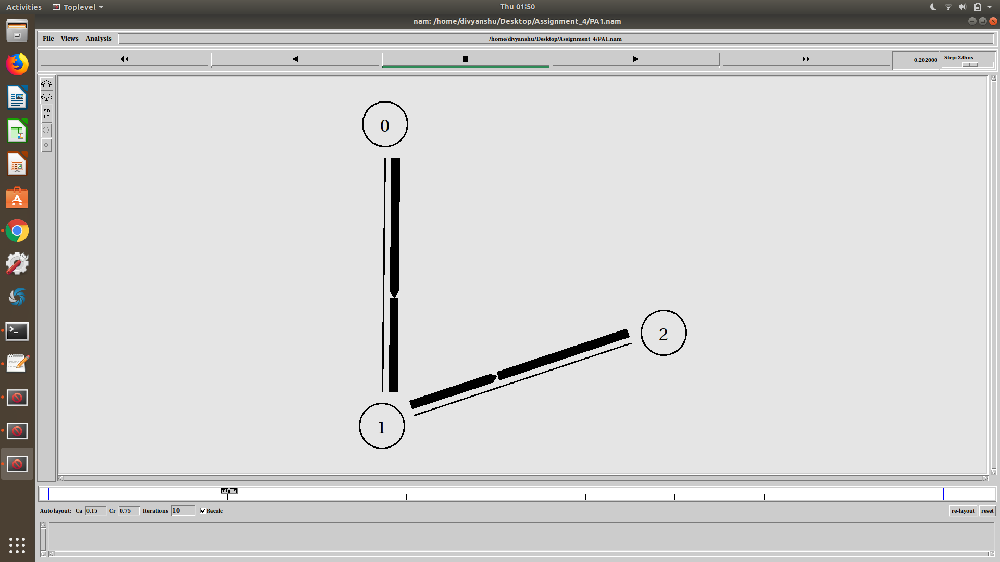 Activities Toplevel Thu 01:50
nam: /home/divyanshu/Desktop/Assignment_4/PA1.nam
File Views Analysis /home/divyanshu/Desktop/Assignment_4/PA1.nam
0.202000 Step: 2.0ms
ED
IT
0
2
1
TIME
Auto layout: Ca 0.15 Cr 0.75 Iterations 10 Recalc re-layout reset